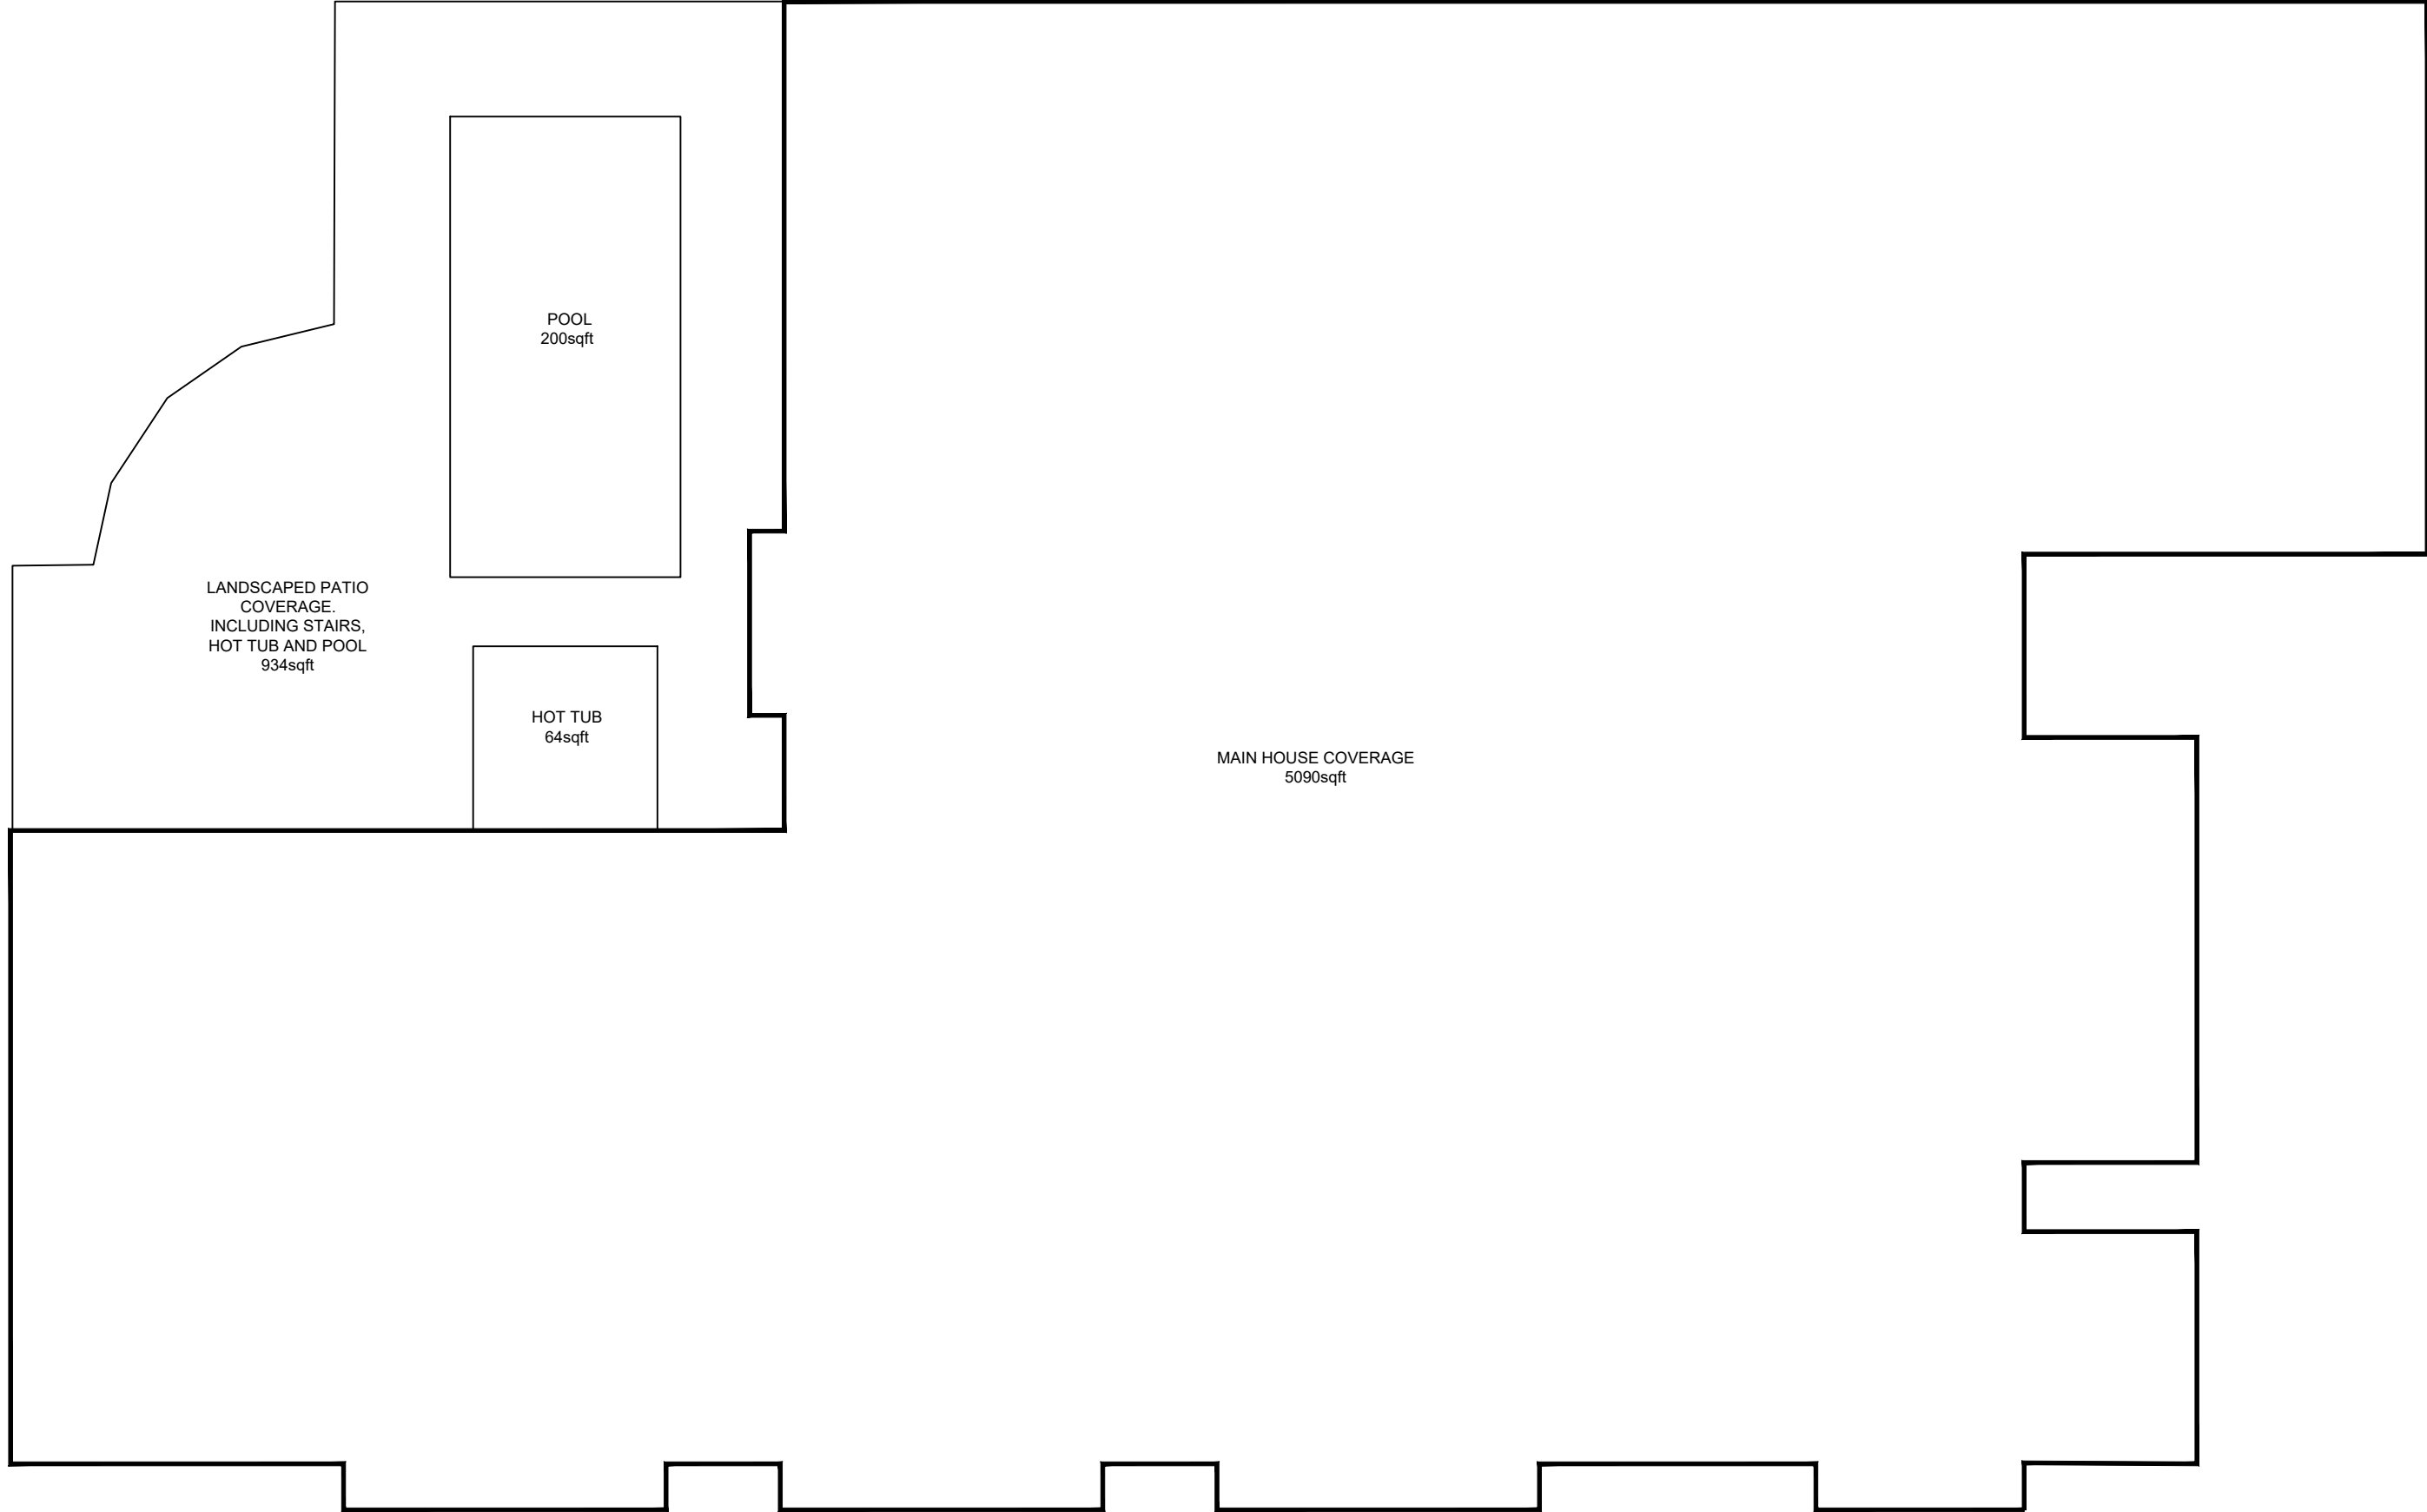 POOL
200sqft
LANDSCAPED PATIO
COVERAGE.
INCLUDING STAIRS,
HOT TUB AND POOL
934sqft
HOT TUB
64sqft
MAIN HOUSE COVERAGE
5090sqft